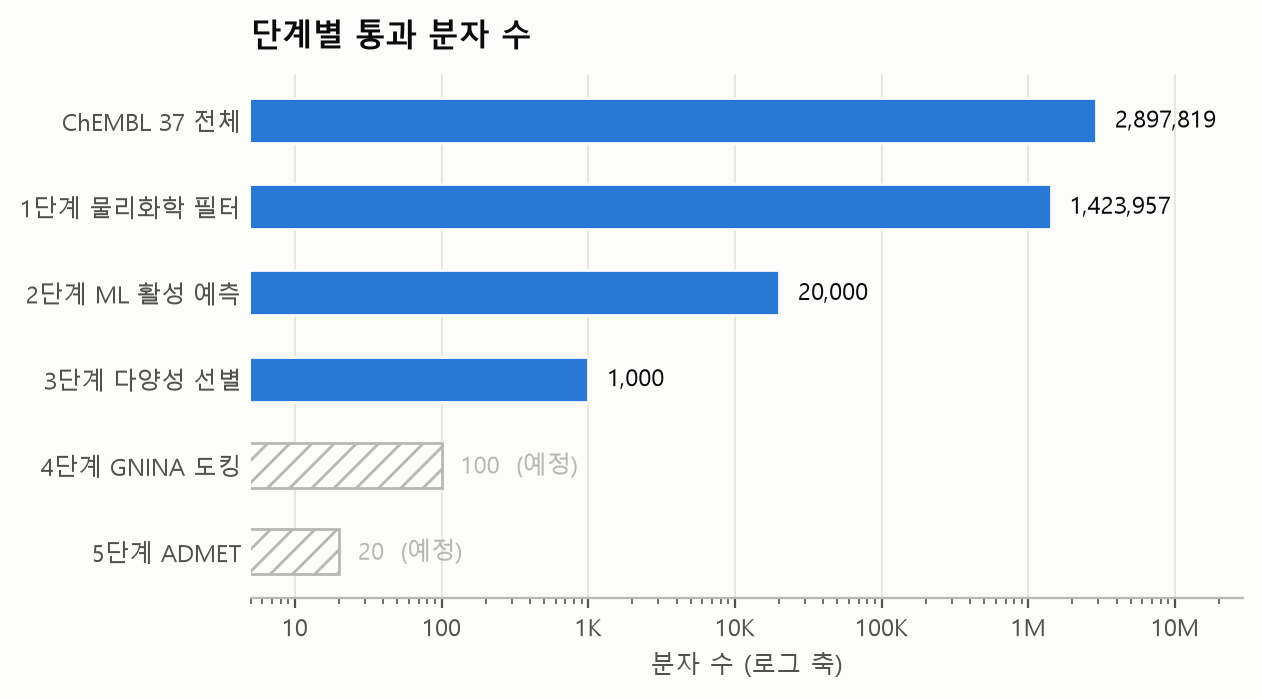 단계별 통과 분자 수
ChEMBL 37 전체 2,897,819
1단계 물리화학 필터 1,423,957
2단계 ML 활성 예측 20,000
3단계 다양성 선별 1,000
4단계 GNINA 도킹 100 (예정)
5단계 ADMET 20 (예정)
10 100 1K 10K 100K 1M 10M
분자 수 (로그 축)